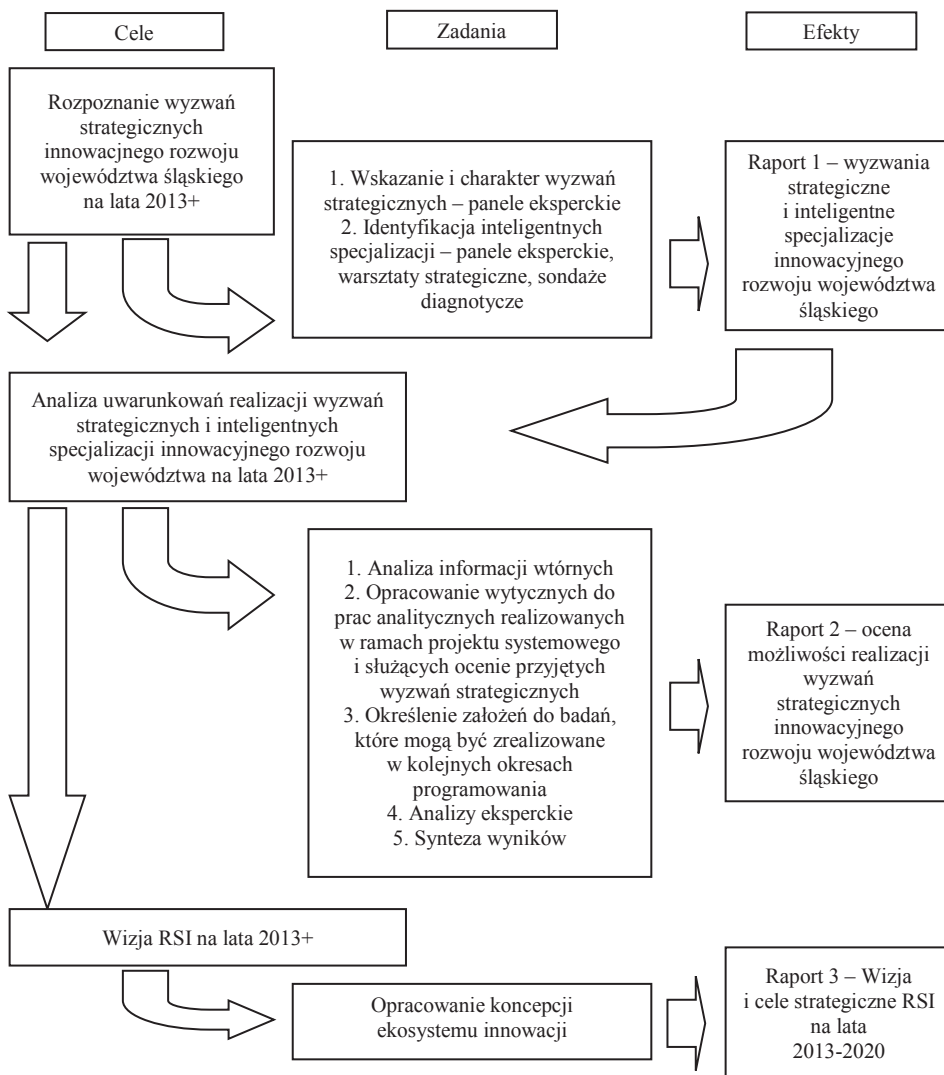 Cele
Zadania
Efekty
Rozpoznanie wyzwań
strategicznych
innowacjnego rozwoju
województwa śląskiego
na lata 2013+
1. Wskazanie i charakter wyzwań
strategicznych – panele eksperckie
2. Identyfikacja inteligentnych
specjalizacji – panele eksperckie,
warsztaty strategiczne, sondaże
diagnotycze
Raport 1 – wyzwania
strategiczne
i inteligentne
specjalizacje
innowacyjnego
rozwoju województwa
śląskiego
Analiza uwarunkowań realizacji wyzwań
strategicznych i inteligentnych
specjalizacji innowacyjnego rozwoju
województwa na lata 2013+
1. Analiza informacji wtórnych
2. Opracowanie wytycznych do
prac analitycznych realizowanych
w ramach projektu systemowego
i służących ocenie przyjętych
wyzwań strategicznych
3. Określenie założeń do badań,
które mogą być zrealizowane
w kolejnych okresach
programowania
4. Analizy eksperckie
5. Synteza wyników
Raport 2 – ocena
możliwości realizacji
wyzwań
strategicznych
innowacyjnego
rozwoju województwa
śląskiego
Wizja RSI na lata 2013+
Opracowanie koncepcji
ekosystemu innowacji
Raport 3 – Wizja
i cele strategiczne RSI
na lata
2013-2020